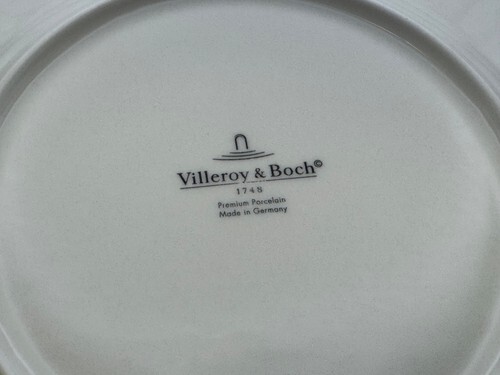 Villeroy & Boch©
1748
Premium Porcelain
Made in Germany